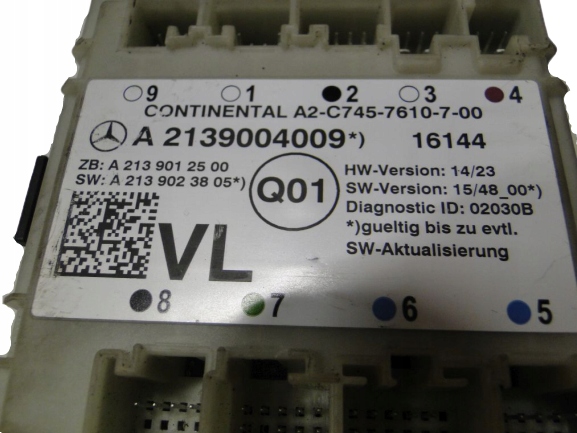 9 1 2 3 4
CONTINENTAL A2-C745-7610-7-00
A 2139004009*) 16144
ZB: A 213 901 25 00
SW: A 213 902 38 05*)
Q01
HW-Version: 14/23
SW-Version: 15/48_00*)
Diagnostic ID: 02030B
*)gueltig bis zu evtl.
SW-Aktualisierung
VL
8 7 6 5